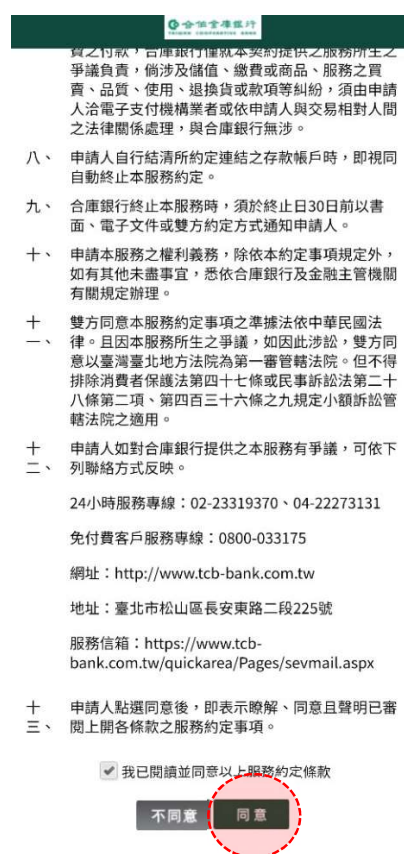 合作金庫銀行
TAIWAN COOPERATIVE BANK
費之付款，合庫銀行僅就本契約提供之服務所生之
爭議負責，倘涉及儲值、繳費或商品、服務之買
賣、品質、使用、退換貨或款項等糾紛，須由申請
人洽電子支付機構業者或依申請人與交易相對人間
之法律關係處理，與合庫銀行無涉。
八、 申請人自行結清所約定連結之存款帳戶時，即視同
自動終止本服務約定。
九、 合庫銀行終止本服務時，須於終止日30日前以書
面、電子文件或雙方約定方式通知申請人。
十、 申請本服務之權利義務，除依本約定事項規定外，
如有其他未盡事宜，悉依合庫銀行及金融主管機關
有關規定辦理。
十 雙方同意本服務約定事項之準據法依中華民國法
一、 律。且因本服務所生之爭議，如因此涉訟，雙方同
意以臺灣臺北地方法院為第一審管轄法院。但不得
排除消費者保護法第四十七條或民事訴訟法第二十
八條第二項、第四百三十六條之九規定小額訴訟管
轄法院之適用。
十 申請人如對合庫銀行提供之本服務有爭議，可依下
二、 列聯絡方式反映。
24小時服務專線：02-23319370、04-22273131
免付費客戶服務專線：0800-033175
網址：http://www.tcb-bank.com.tw
地址：臺北市松山區長安東路二段225號
服務信箱：https://www.tcb-
bank.com.tw/quickarea/Pages/sevmail.aspx
十 申請人點選同意後，即表示瞭解、同意且聲明已審
三、 閱上開各條款之服務約定事項。
我已閱讀並同意以上服務約定條款
不同意 同意